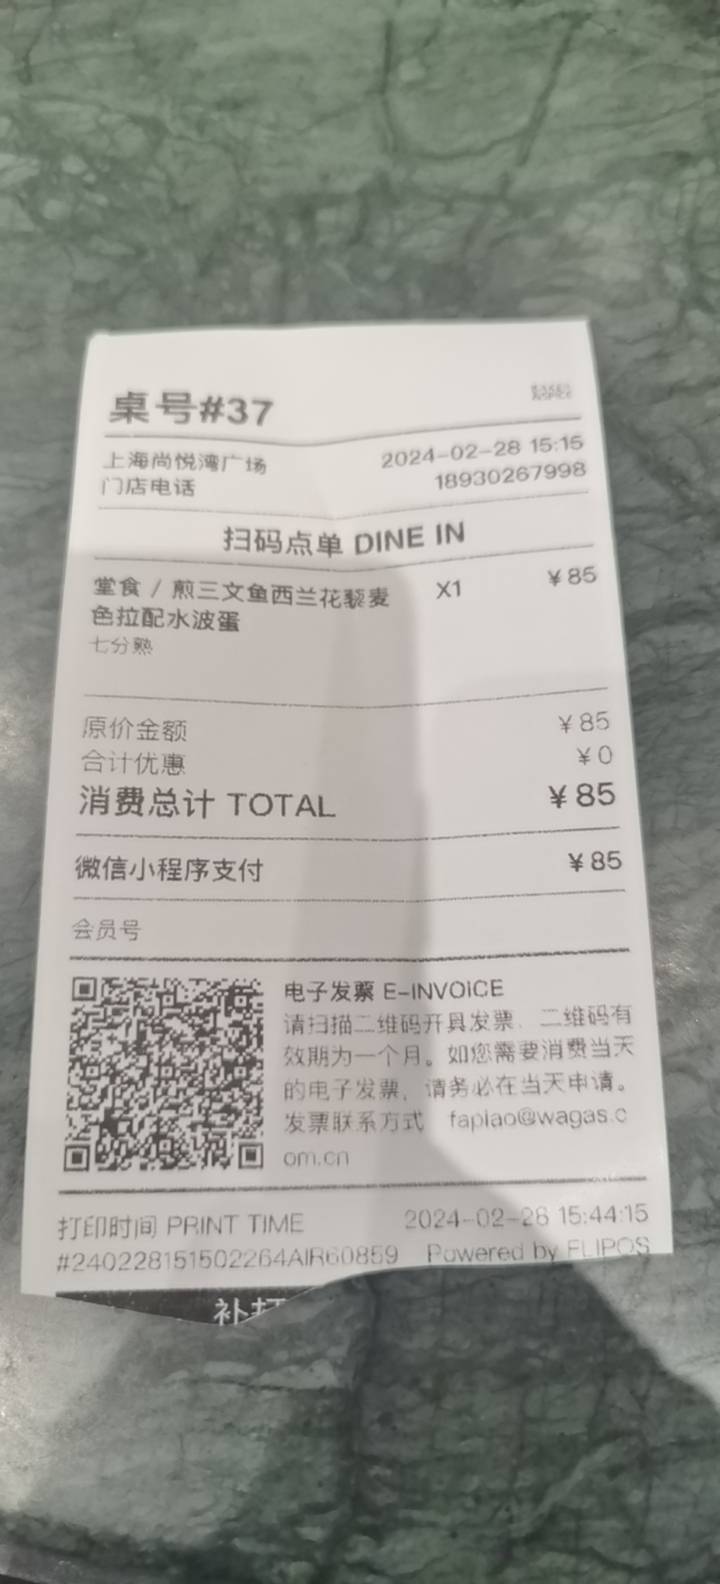 桌号#37
BAKER
&SPICE
上海尚悦湾广场 2024-02-28 15:15
门店电话 18930267998
扫码点单 DINE IN
堂食 / 煎三文鱼西兰花藜麦 X1 ¥85
色拉配水波蛋
七分熟
原价金额 ¥85
合计优惠 ¥0
消费总计 TOTAL ¥85
微信小程序支付 ¥85
会员号
电子发票 E-INVOICE
请扫描二维码开具发票，二维码有
效期为一个月。如您需要消费当天
的电子发票，请务必在当天申请。
发票联系方式 fapiao@wagas.c
om.cn
打印时间 PRINT TIME 2024-02-28 15:44:15
#240228151502264AIR60859 Powered by FLIPOS
补打